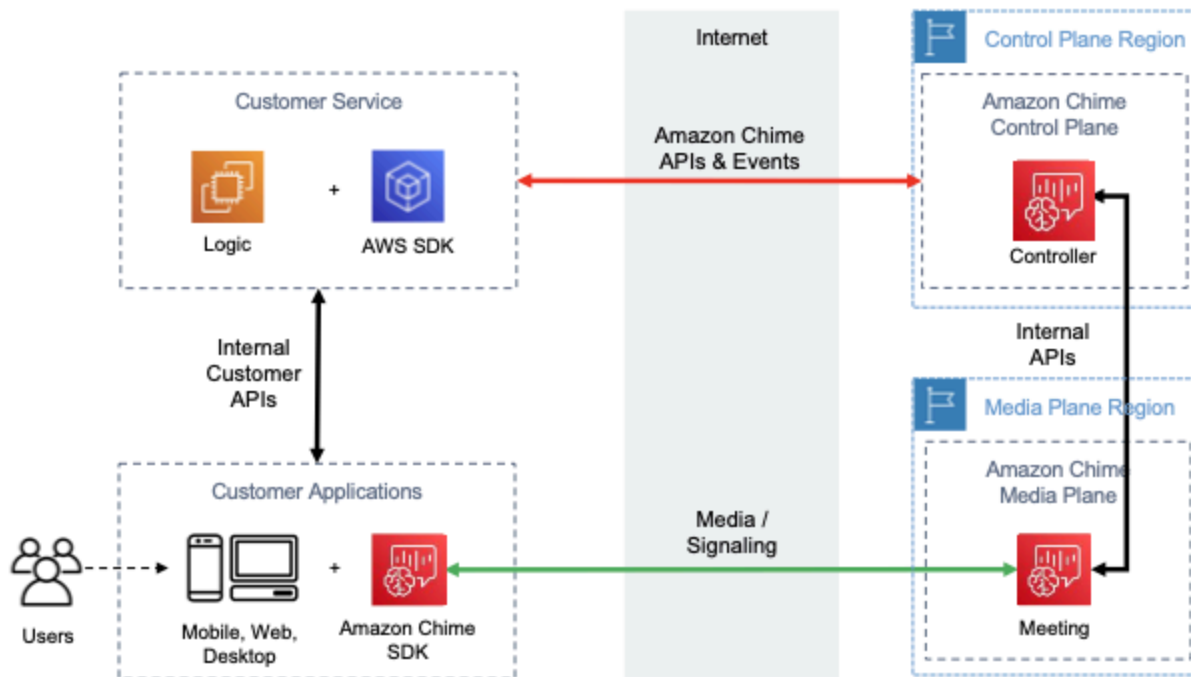 Internet
Control Plane Region
Customer Service
Amazon Chime
Control Plane
Amazon Chime
APIs & Events
+
Logic
AWS SDK
Controller
Internal
Customer
APIs
Internal
APIs
Media Plane Region
Customer Applications
Amazon Chime
Media Plane
Media /
Signaling
+
Users
Mobile, Web,
Desktop
Amazon Chime
SDK
Meeting